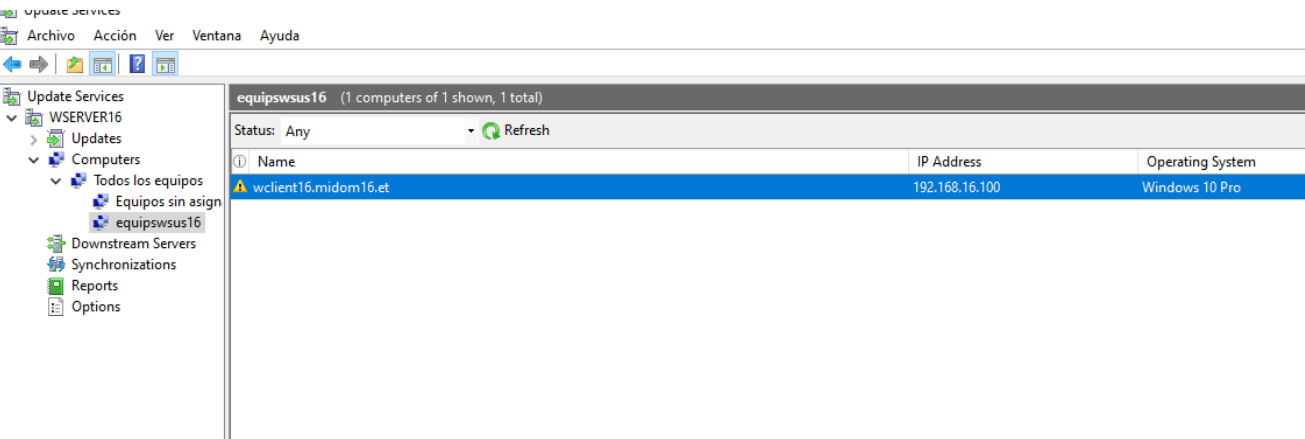 Update Services
Archivo Acción Ver Ventana Ayuda
Update Services
WSERVER16
Updates
Computers
Todos los equipos
Equipos sin asign
equipswsus16
Downstream Servers
Synchronizations
Reports
Options
equipswsus16 (1 computers of 1 shown, 1 total)
Status: Any Refresh
Name IP Address Operating System
wclient16.midom16.et 192.168.16.100 Windows 10 Pro